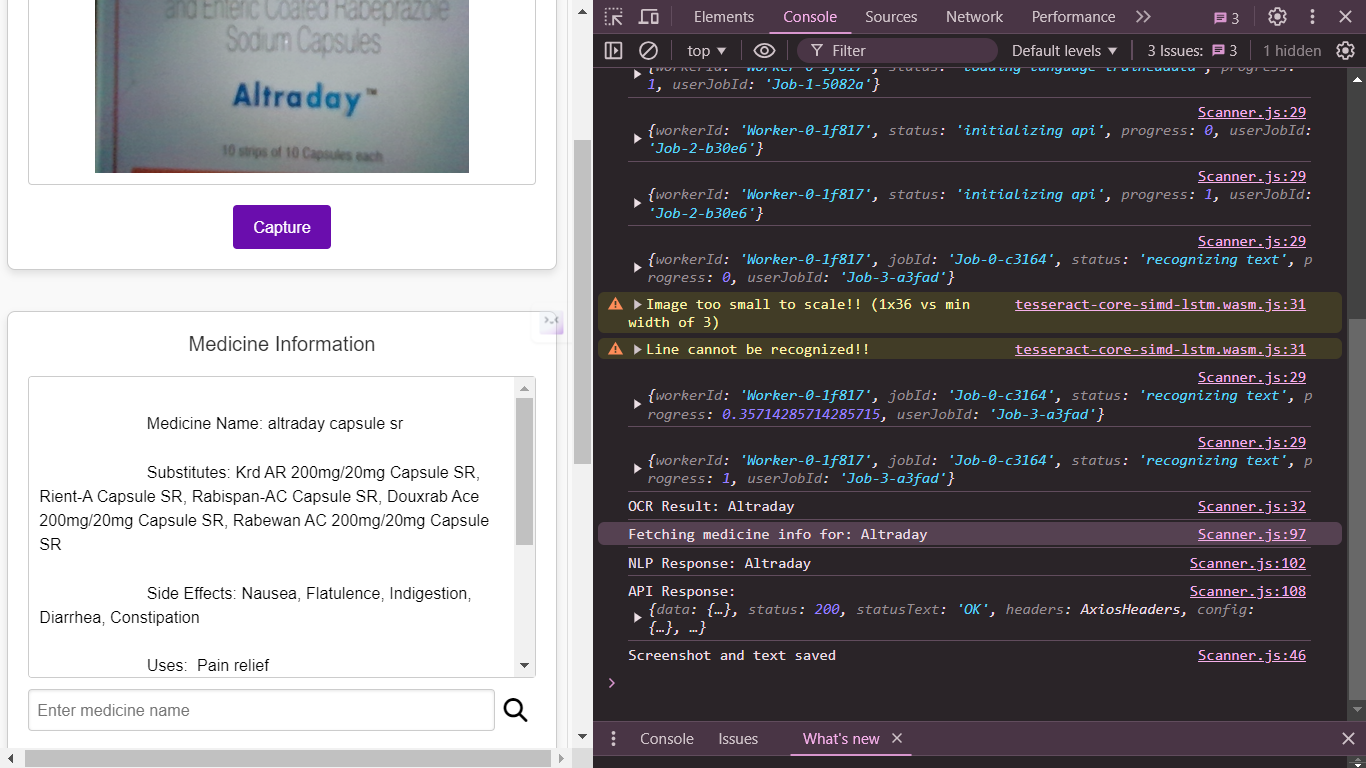 and Enteric Coated Rabeprazole
Sodium Capsules
Altraday™
10 strips of 10 Capsules each
Capture
Medicine Information
Medicine Name: altraday capsule sr
Substitutes: Krd AR 200mg/20mg Capsule SR,
Rient-A Capsule SR, Rabispan-AC Capsule SR, Douxrab Ace
200mg/20mg Capsule SR, Rabewan AC 200mg/20mg Capsule
SR
Side Effects: Nausea, Flatulence, Indigestion,
Diarrhea, Constipation
Uses:  Pain relief
Enter medicine name
Elements Console Sources Network Performance 3
top Filter Default levels 3 Issues: 3 1 hidden
{workerId: 'Worker-0-1f817', status: 'loading language traineddata', progress:
1, userJobId: 'Job-1-5082a'}
Scanner.js:29
{workerId: 'Worker-0-1f817', status: 'initializing api', progress: 0, userJobId:
'Job-2-b30e6'}
Scanner.js:29
{workerId: 'Worker-0-1f817', status: 'initializing api', progress: 1, userJobId:
'Job-2-b30e6'}
Scanner.js:29
{workerId: 'Worker-0-1f817', jobId: 'Job-0-c3164', status: 'recognizing text', p
rogress: 0, userJobId: 'Job-3-a3fad'}
Image too small to scale!! (1x36 vs min tesseract-core-simd-lstm.wasm.js:31
width of 3)
Line cannot be recognized!! tesseract-core-simd-lstm.wasm.js:31
Scanner.js:29
{workerId: 'Worker-0-1f817', jobId: 'Job-0-c3164', status: 'recognizing text', p
rogress: 0.35714285714285715, userJobId: 'Job-3-a3fad'}
Scanner.js:29
{workerId: 'Worker-0-1f817', jobId: 'Job-0-c3164', status: 'recognizing text', p
rogress: 1, userJobId: 'Job-3-a3fad'}
OCR Result: Altraday Scanner.js:32
Fetching medicine info for: Altraday Scanner.js:97
NLP Response: Altraday Scanner.js:102
API Response: Scanner.js:108
{data: {…}, status: 200, statusText: 'OK', headers: AxiosHeaders, config:
{…}, …}
Screenshot and text saved Scanner.js:46
Console Issues What's new